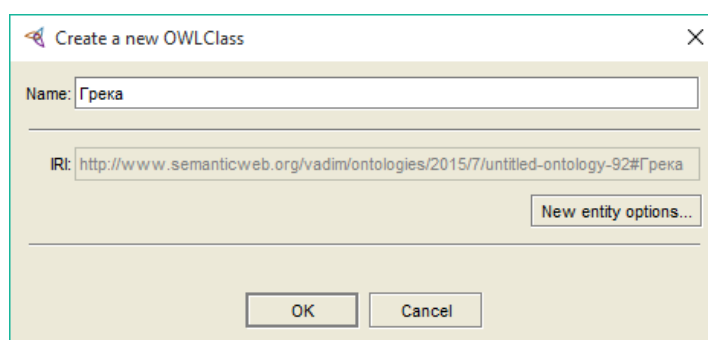 Create a new OWLClass
Name: Грека
IRI: http://www.semanticweb.org/vadim/ontologies/2015/7/untitled-ontology-92#Грека
New entity options...
OK Cancel